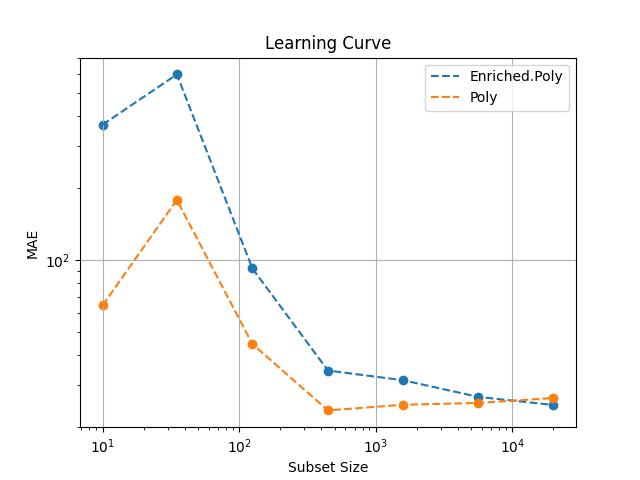 Learning Curve
Enriched.Poly
Poly
MAE
10²
10¹
10²
10³
10⁴
Subset Size